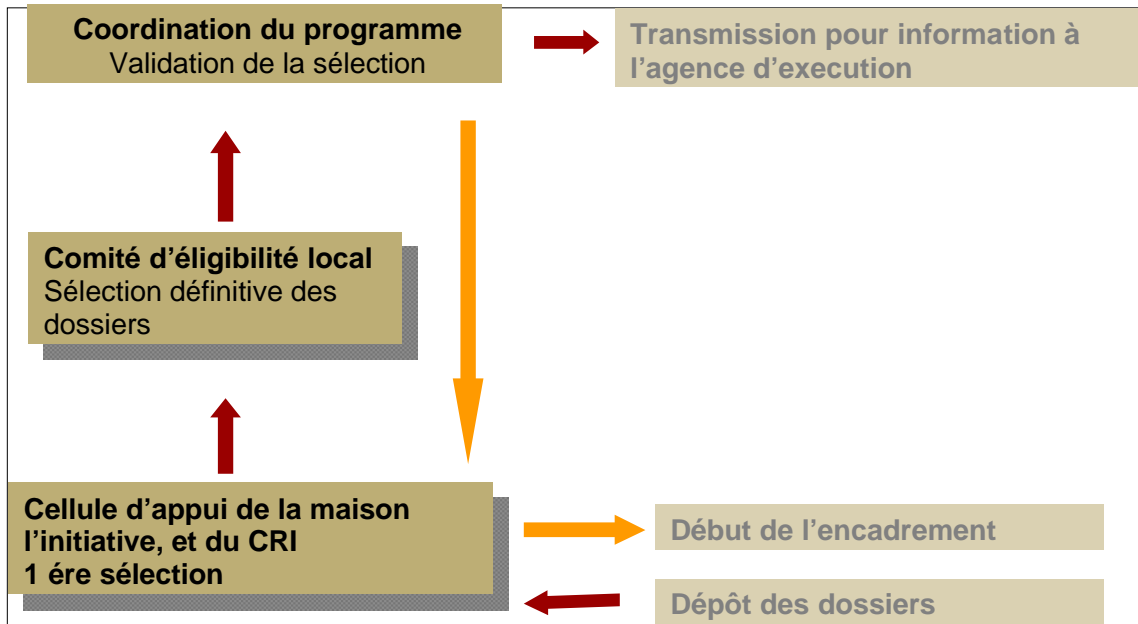 Coordination du programme
Validation de la sélection
Transmission pour information à
l'agence d'execution
Comité d'éligibilité local
Sélection définitive des
dossiers
Cellule d'appui de la maison
l'initiative, et du CRI
1 ére sélection
Début de l'encadrement
Dépôt des dossiers